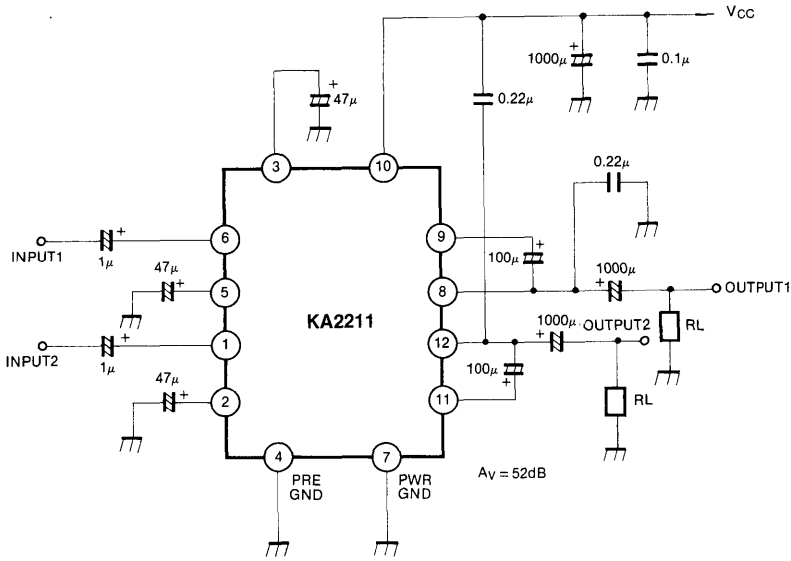 VCC
+
1000μ
0.1μ
+
47μ
0.22μ
3
10
0.22μ
INPUT1
+
1μ
6
9
100μ
+
47μ
+
5
8
+
1000μ
OUTPUT1
KA2211
INPUT2
+
1μ
1
12
+
1000μ
OUTPUT2
RL
47μ
+
2
11
100μ
+
RL
4
PRE
GND
7
PWR
GND
AV = 52dB